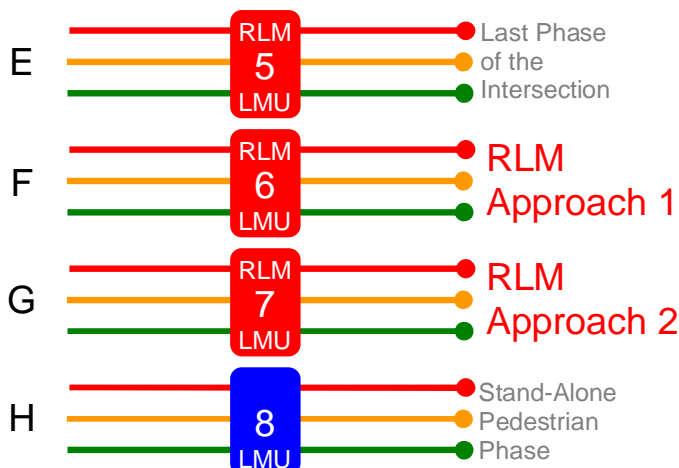 E
RLM
5
LMU
Last Phase
of the
Intersection
F
RLM
6
LMU
RLM
Approach 1
G
RLM
7
LMU
RLM
Approach 2
H
8
LMU
Stand-Alone
Pedestrian
Phase